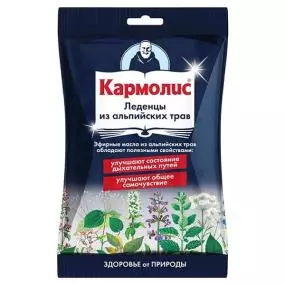 Кармолис®
Леденцы
из альпийских трав
Эфирные масла из альпийских трав
обладают полезными свойствами:
улучшают состояния
дыхательных путей
улучшают общее
самочувствие
ЗДОРОВЬЕ от ПРИРОДЫ